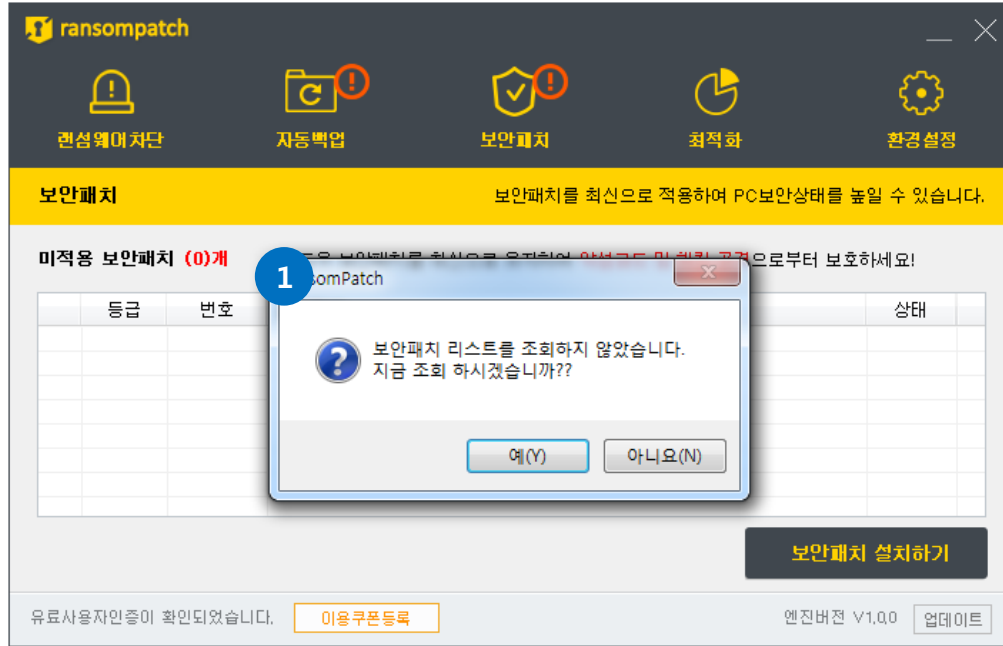 ransompatch
랜섬웨어차단 자동백업 보안패치 최적화 환경설정
보안패치 보안패치를 최신으로 적용하여 PC보안상태를 높일 수 있습니다.
미적용 보안패치 (0)개 으로부터 보호하세요!
1
somPatch
등급 번호 상태
보안패치 리스트를 조회하지 않았습니다.
지금 조회 하시겠습니까??
예(Y) 아니요(N)
보안패치 설치하기
유료사용자인증이 확인되었습니다. 이용쿠폰등록 엔진버전 V1.0.0 업데이트